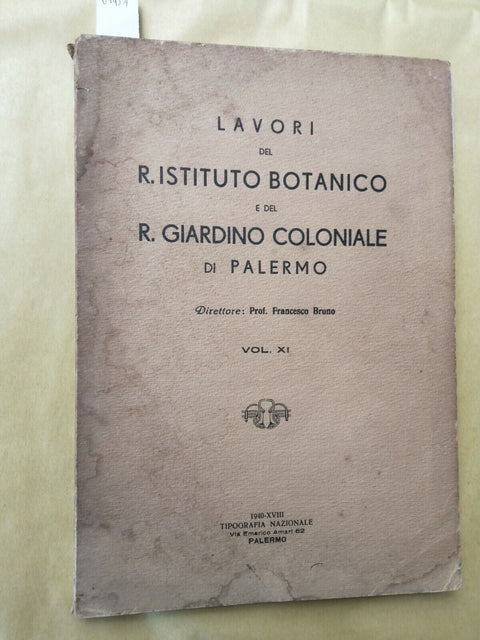 LAVORI
DEL
R. ISTITUTO BOTANICO
E DEL
R. GIARDINO COLONIALE
DI PALERMO
Direttore: Prof. Francesco Bruno
VOL. XI
1940-XVIII
TIPOGRAFIA NAZIONALE
Via Emerico Amari 62
PALERMO